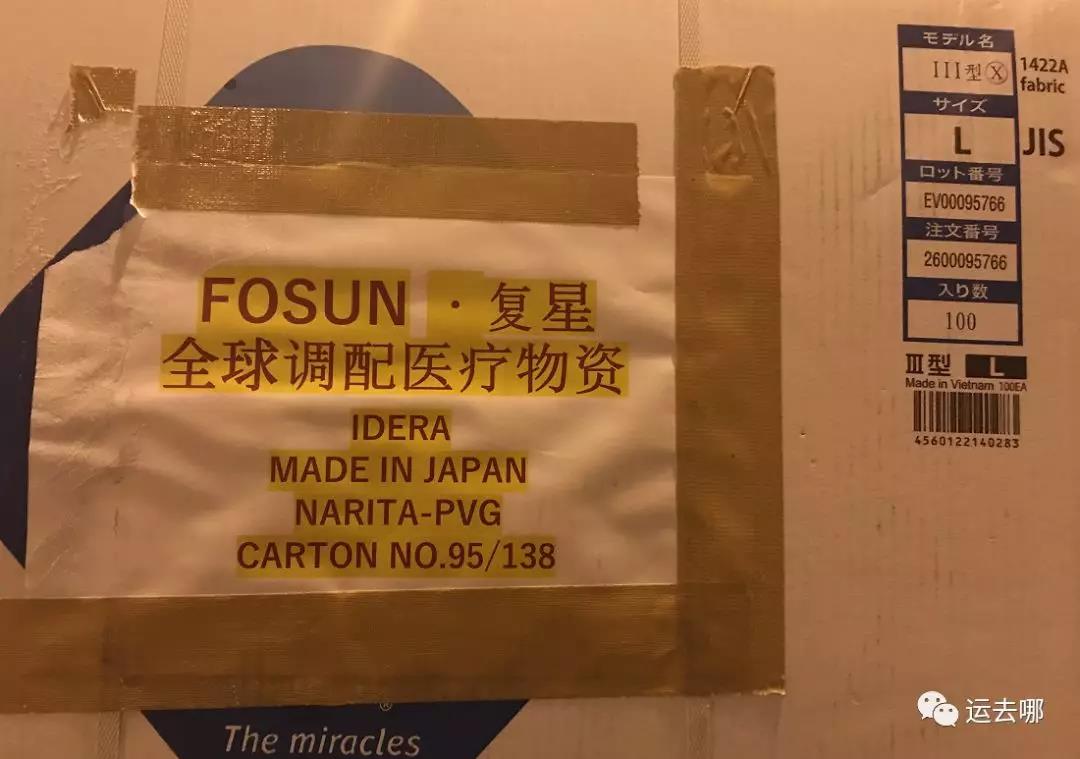 FOSUN · 复星
全球调配医疗物资
IDERA
MADE IN JAPAN
NARITA-PVG
CARTON NO.95/138
®
The miracles
モデル名
III型Ⓧ
1422A
fabric
サイズ
L
JIS
ロット番号
EV00095766
注文番号
2600095766
入り数
100
Ⅲ型 L
Made in Vietnam 100EA
4560122140283
运去哪